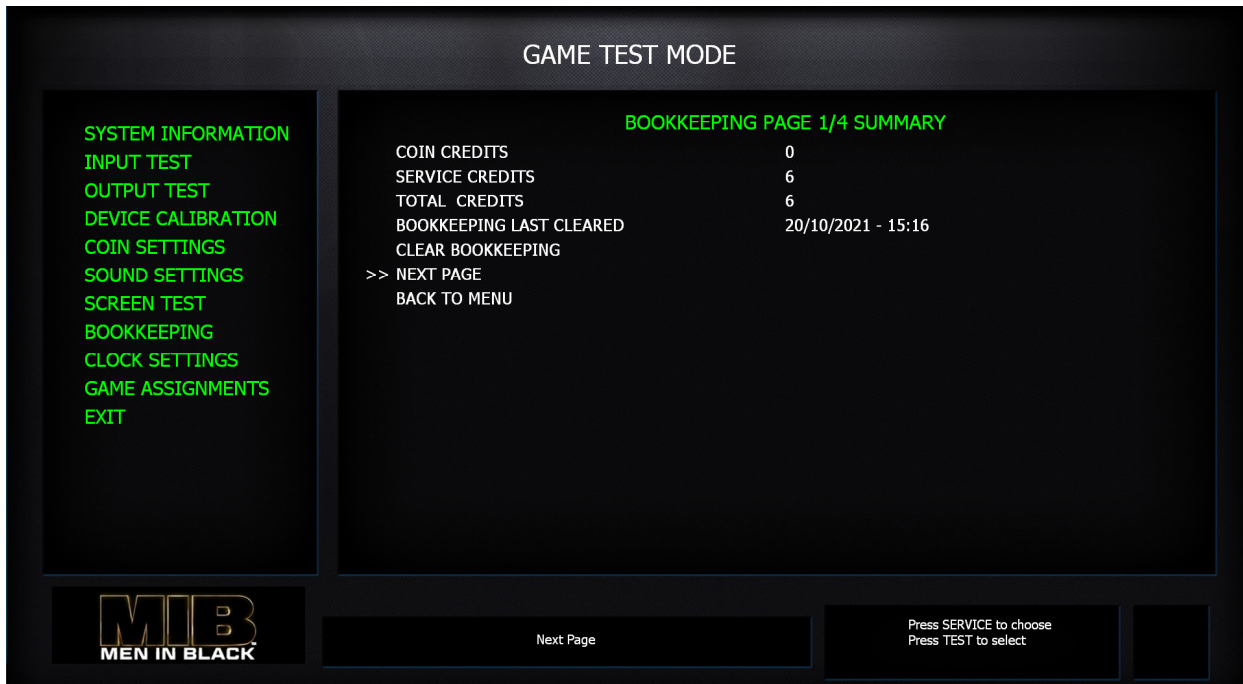 GAME TEST MODE
SYSTEM INFORMATION
INPUT TEST
OUTPUT TEST
DEVICE CALIBRATION
COIN SETTINGS
SOUND SETTINGS
SCREEN TEST
BOOKKEEPING
CLOCK SETTINGS
GAME ASSIGNMENTS
EXIT
BOOKKEEPING PAGE 1/4 SUMMARY
COIN CREDITS 0
SERVICE CREDITS 6
TOTAL CREDITS 6
BOOKKEEPING LAST CLEARED 20/10/2021 - 15:16
CLEAR BOOKKEEPING
>> NEXT PAGE
BACK TO MENU
MIB
MEN IN BLACK
Next Page
Press SERVICE to choose
Press TEST to select